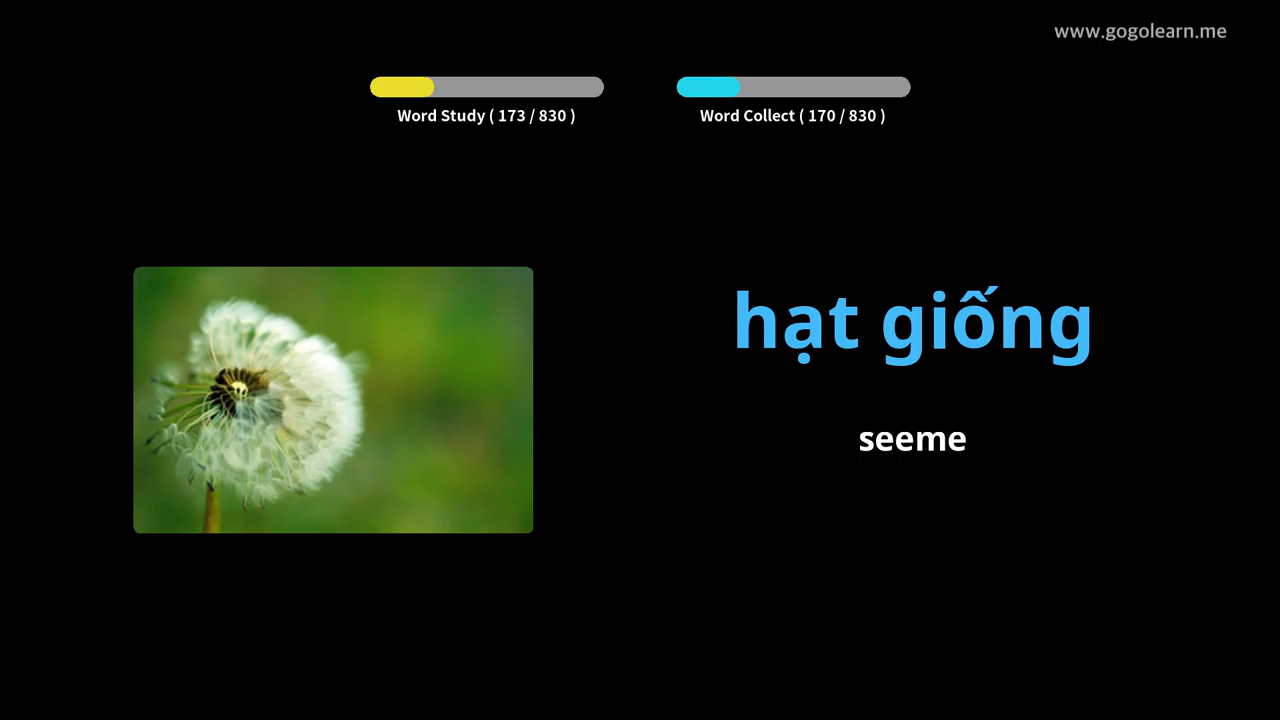 www.gogolearn.me
Word Study ( 173 / 830 )
Word Collect ( 170 / 830 )
hạt giống
seeme